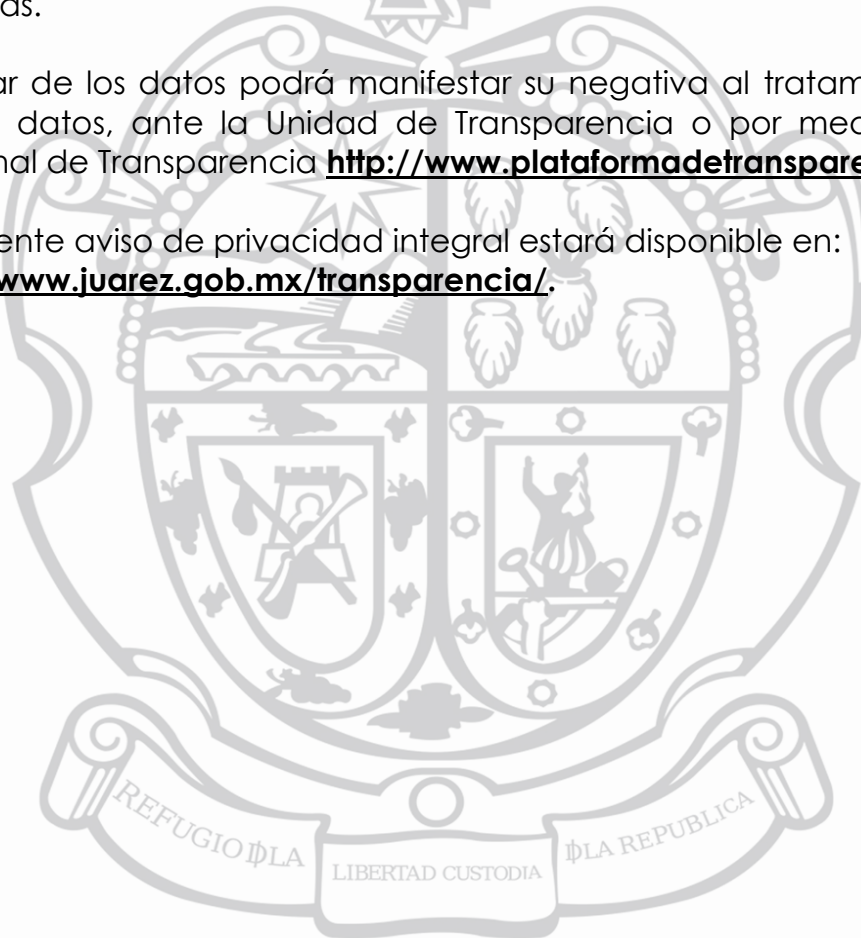 as.
ar de los datos podrá manifestar su negativa al tratam
datos, ante la Unidad de Transparencia o por med
nal de Transparencia http://www.plataformadetranspare
ente aviso de privacidad integral estará disponible en:
www.juarez.gob.mx/transparencia/.
REFUGIO D LA
LIBERTAD CUSTODIA
D LA REPUBLICA